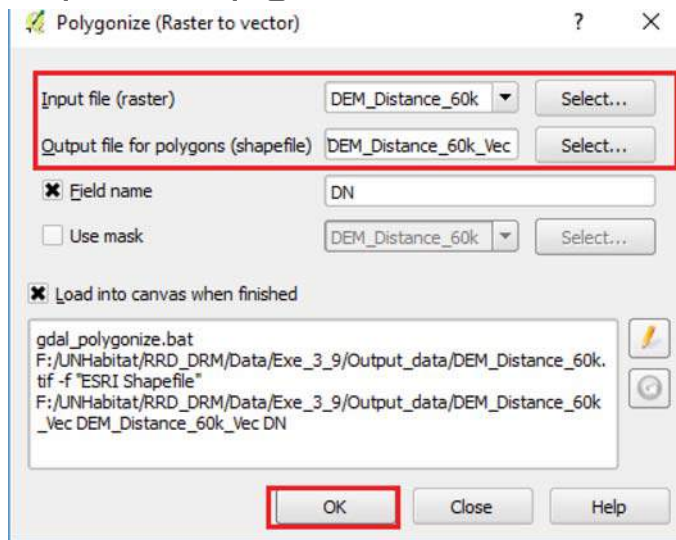 Polygonize (Raster to vector) ? ×
Input file (raster) DEM_Distance_60k Select...
Output file for polygons (shapefile) DEM_Distance_60k_Vec Select...
Field name DN
Use mask DEM_Distance_60k Select...
Load into canvas when finished
gdal_polygonize.bat
F:/UNHabitat/RRD_DRM/Data/Exe_3_9/Output_data/DEM_Distance_60k.
tif -f "ESRI Shapefile"
F:/UNHabitat/RRD_DRM/Data/Exe_3_9/Output_data/DEM_Distance_60k
_Vec DEM_Distance_60k_Vec DN
OK Close Help